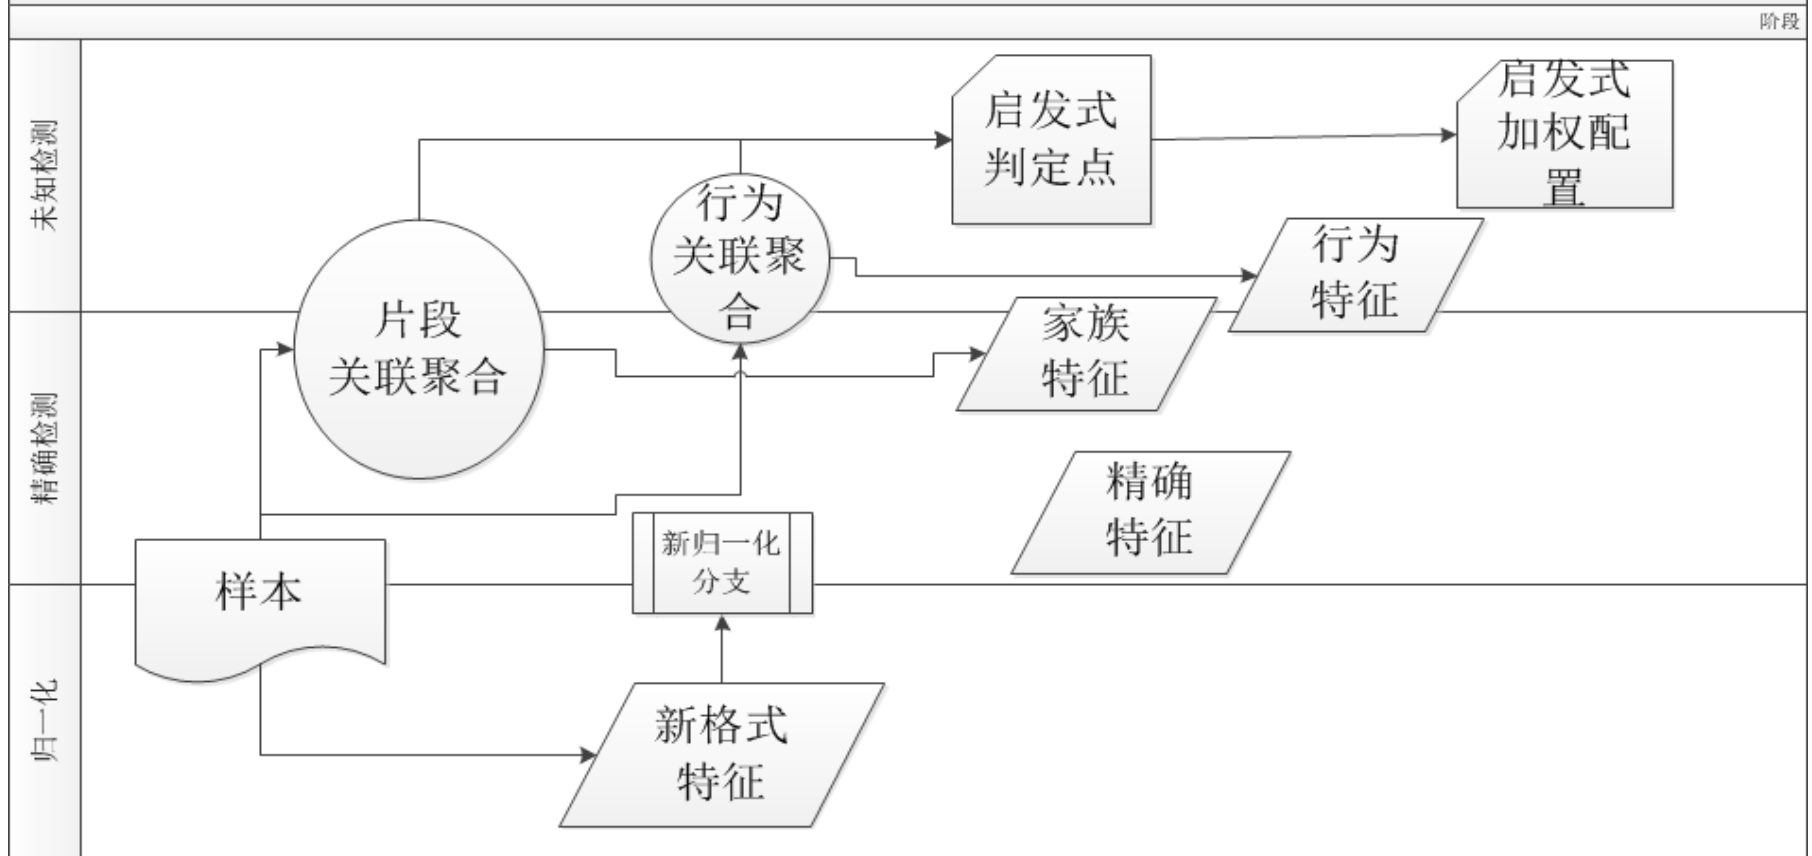 阶段
未知检测
启发式
判定点
启发式
加权配
置
行为
关联聚
合
行为
特征
片段
关联聚合
家族
特征
精确检测
精确
特征
新归一化
分支
样本
归一化
新格式
特征